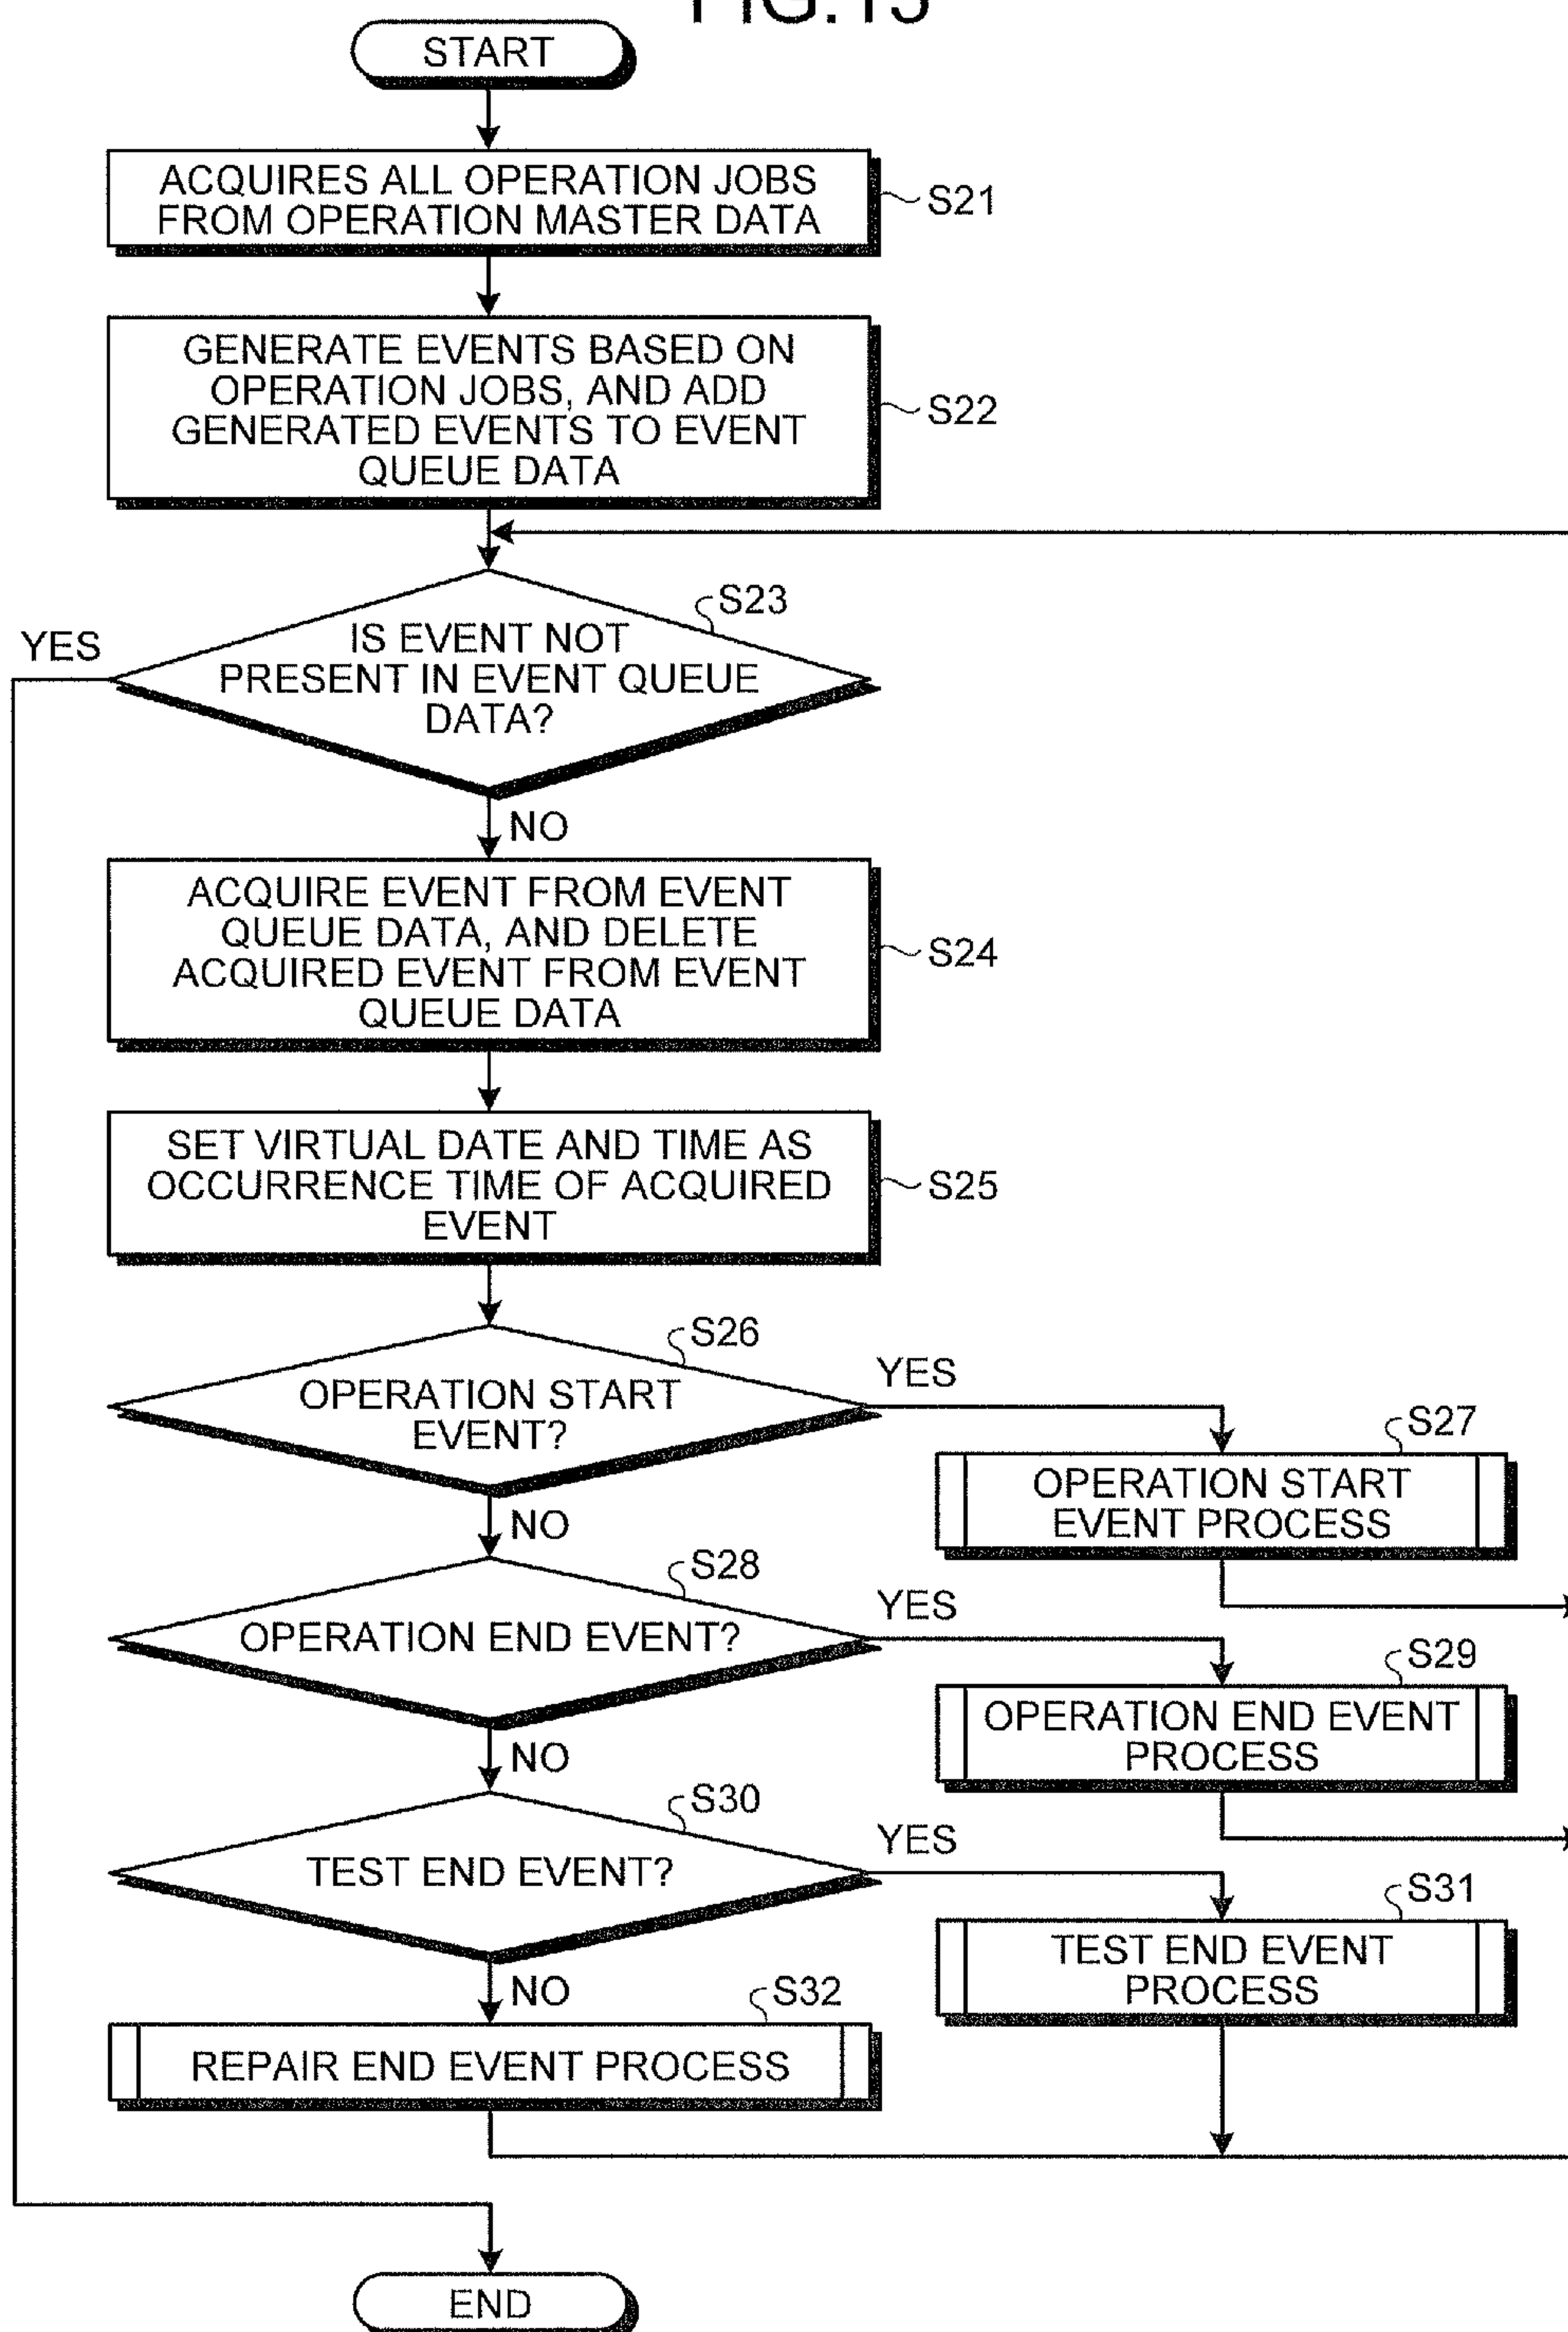 FIG.15
START
ACQUIRES ALL OPERATION JOBS
FROM OPERATION MASTER DATA
S21
GENERATE EVENTS BASED ON
OPERATION JOBS, AND ADD
GENERATED EVENTS TO EVENT
QUEUE DATA
S22
S23
YES
IS EVENT NOT
PRESENT IN EVENT QUEUE
DATA?
NO
ACQUIRE EVENT FROM EVENT
QUEUE DATA, AND DELETE
ACQUIRED EVENT FROM EVENT
QUEUE DATA
S24
SET VIRTUAL DATE AND TIME AS
OCCURRENCE TIME OF ACQUIRED
EVENT
S25
S26
OPERATION START
EVENT?
YES
S27
OPERATION START
EVENT PROCESS
NO
S28
OPERATION END EVENT?
YES
S29
OPERATION END EVENT
PROCESS
NO
S30
TEST END EVENT?
YES
S31
TEST END EVENT
PROCESS
NO
S32
REPAIR END EVENT PROCESS
END